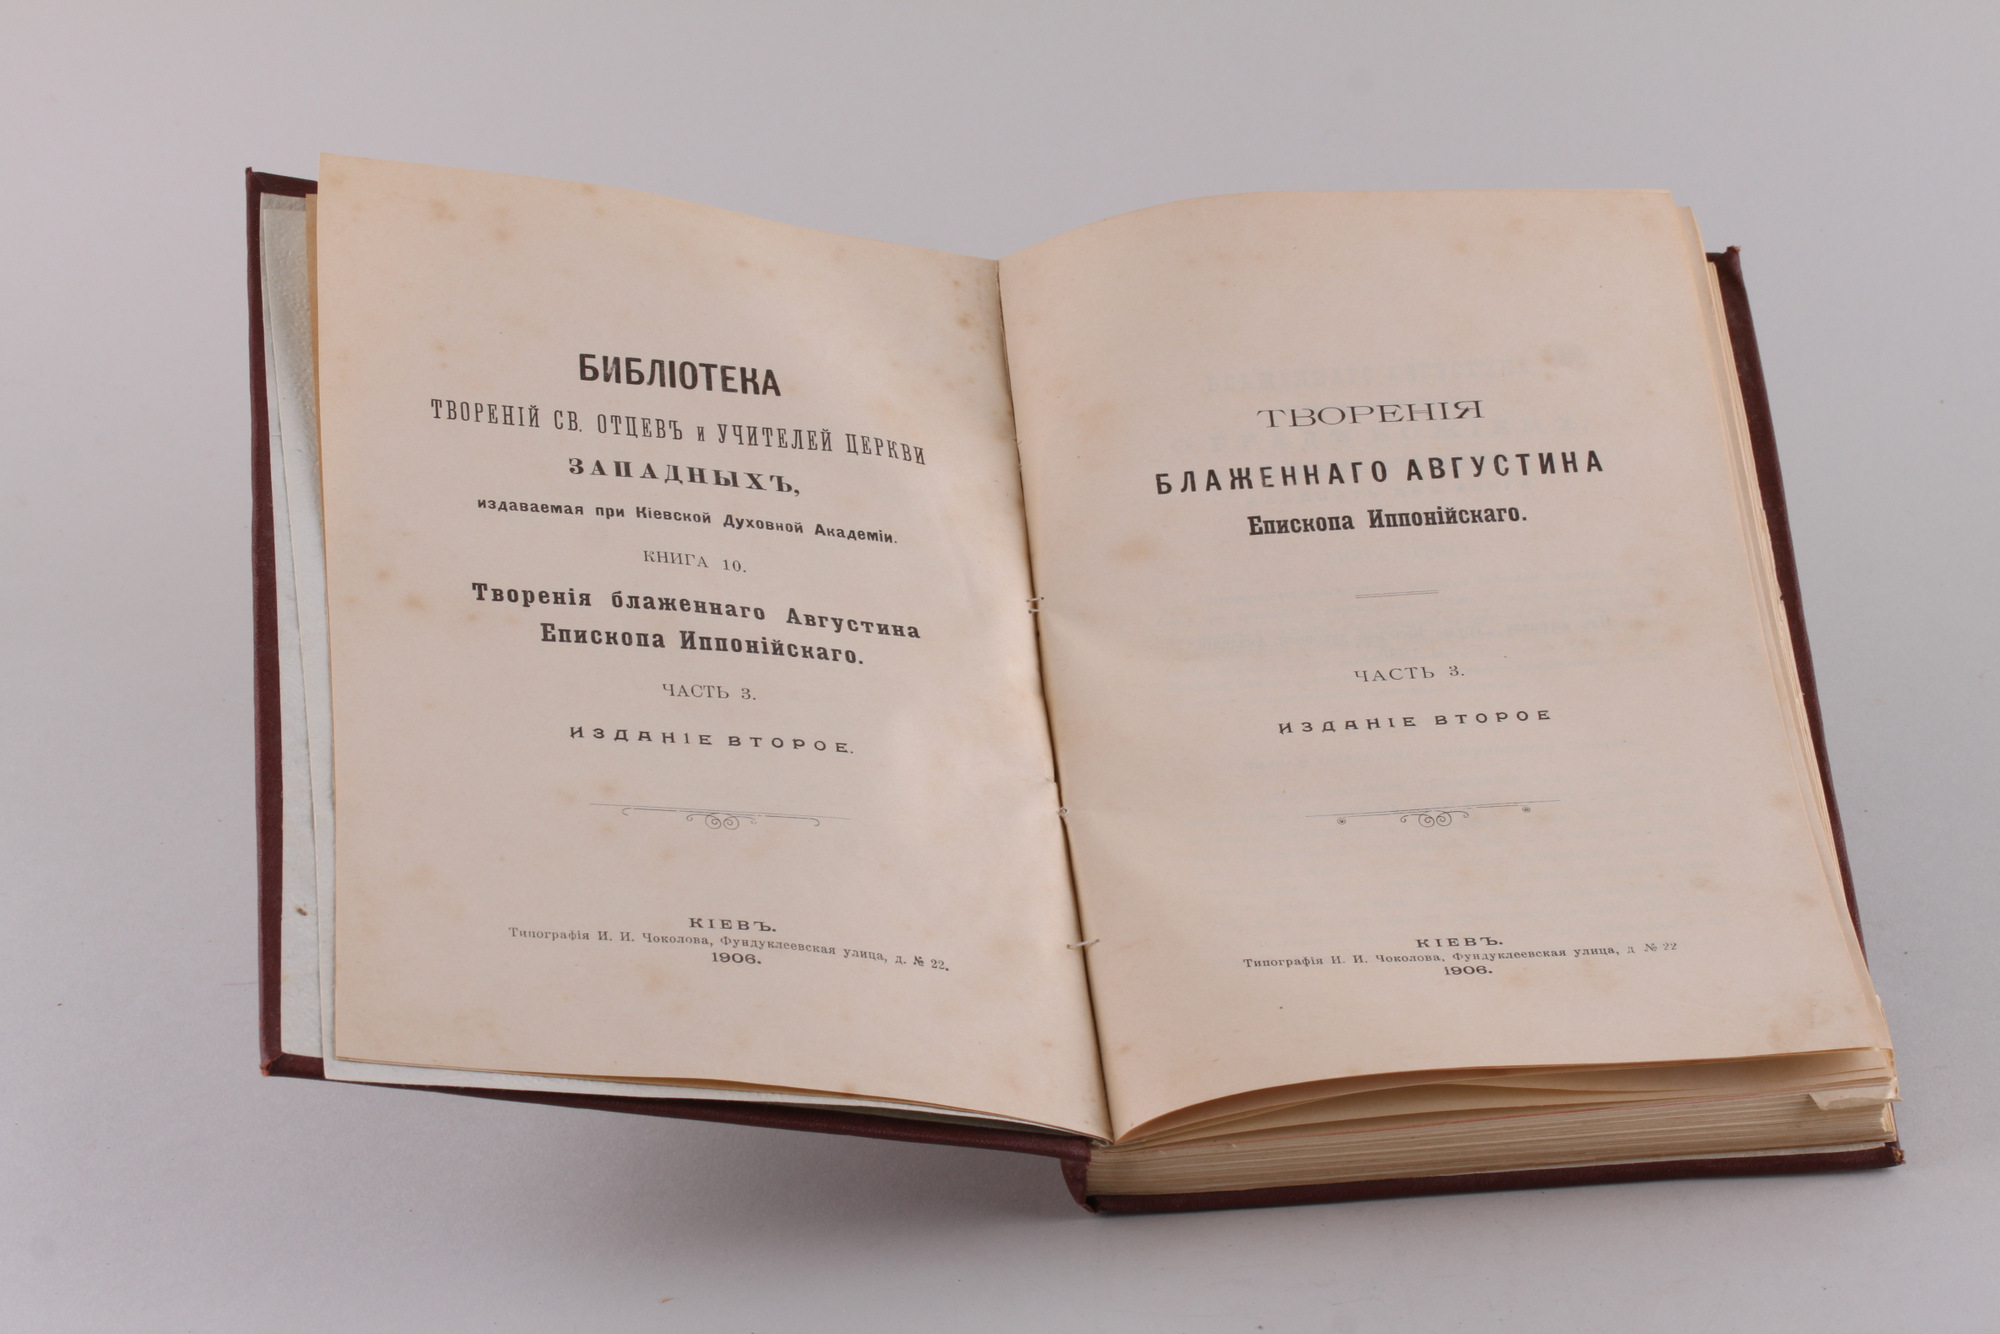 БИБЛІОТЕКА
ТВОРЕНІЙ СВ. ОТЦЕВЪ и УЧИТЕЛЕЙ ЦЕРКВИ
ЗАПАДНЫХЪ,
издаваемая при Кіевской Духовной Академіи.
КНИГА 10.
Творенія блаженнаго Августина
Епископа Иппонійскаго.
ЧАСТЬ 3.
ИЗДАНІЕ ВТОРОЕ.
КІЕВЪ.
Типографія И. И. Чоколова, Фундуклеевская улица, д. № 22.
1906.
ТВОРЕНІЯ
БЛАЖЕННАГО АВГУСТИНА
Епископа Иппонійскаго.
ЧАСТЬ 3.
ИЗДАНІЕ ВТОРОЕ
КІЕВЪ.
Типографія И. И. Чоколова, Фундуклеевская улица, д № 22
1906.